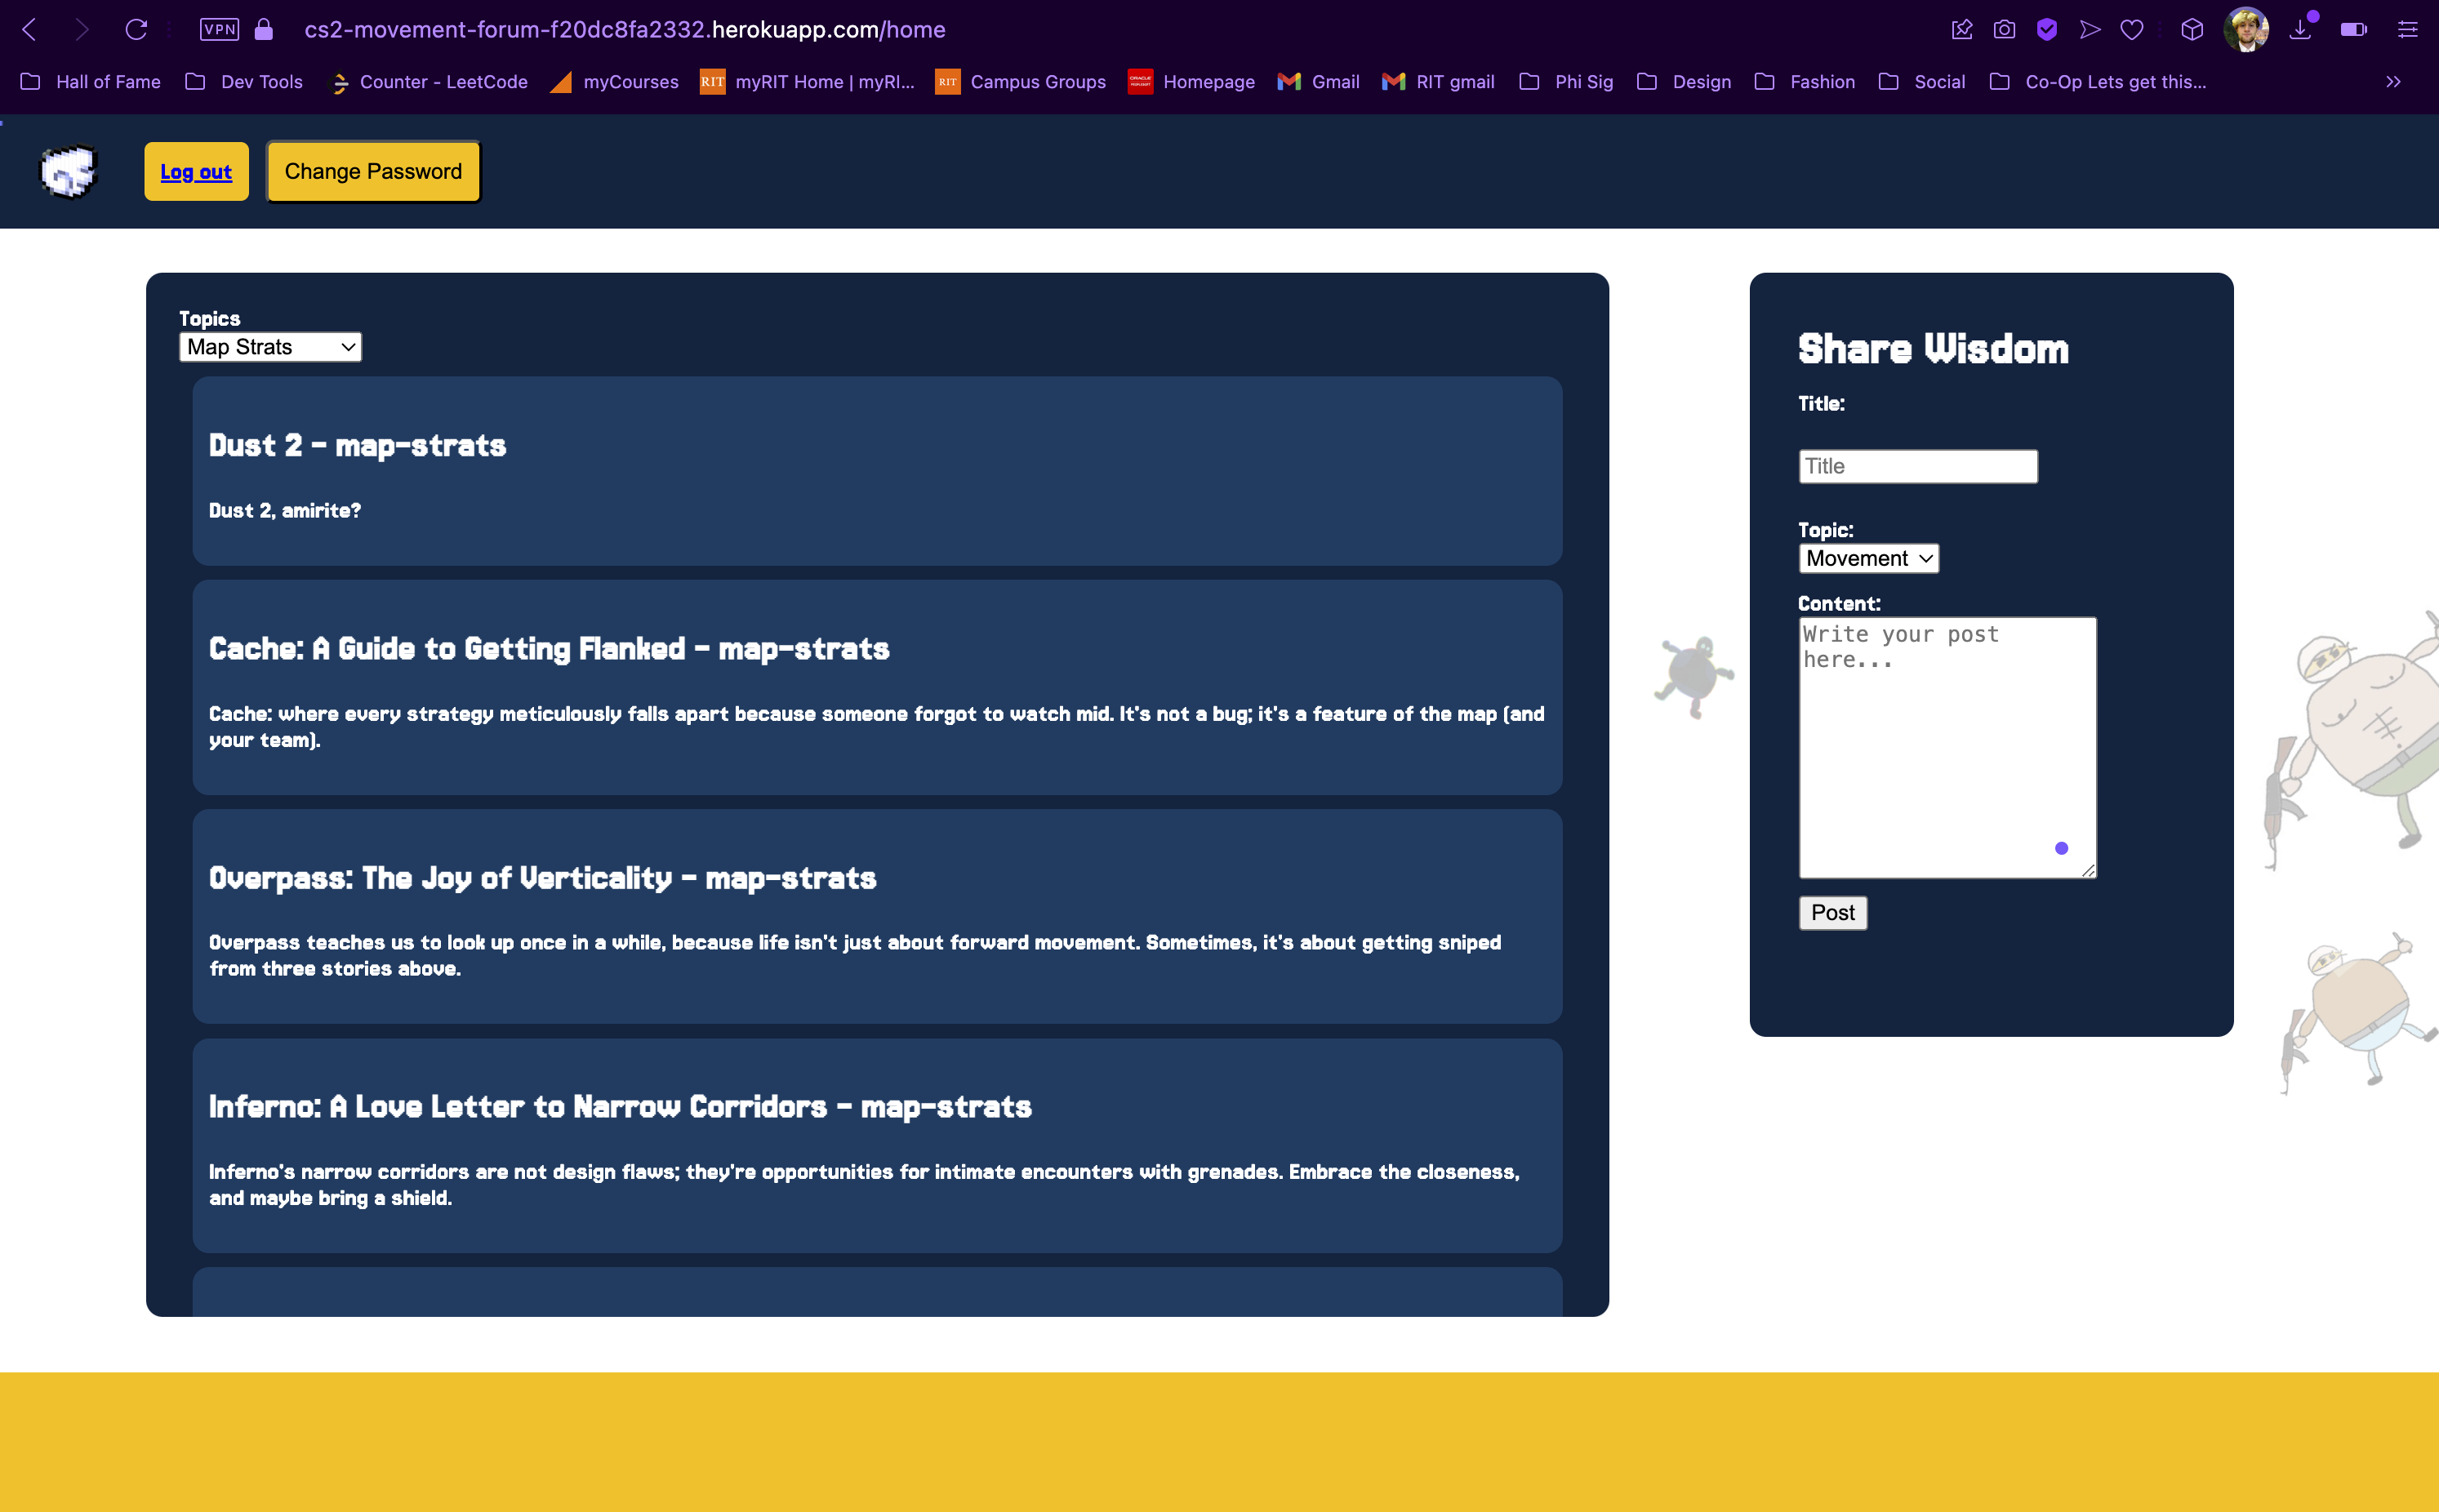 VPN
cs2-movement-forum-f20dc8fa2332.herokuapp.com/home
Hall of Fame Dev Tools Counter - LeetCode myCourses RIT myRIT Home | myRI... RIT Campus Groups Homepage Gmail RIT gmail Phi Sig Design Fashion Social Co-Op Lets get this...
Log out Change Password
Topics
Map Strats
Dust 2 - map-strats
Dust 2, amirite?
Cache: A Guide to Getting Flanked - map-strats
Cache: where every strategy meticulously falls apart because someone forgot to watch mid. It's not a bug; it's a feature of the map (and
your team).
Overpass: The Joy of Verticality - map-strats
Overpass teaches us to look up once in a while, because life isn't just about forward movement. Sometimes, it's about getting sniped
from three stories above.
Inferno: A Love Letter to Narrow Corridors - map-strats
Inferno's narrow corridors are not design flaws; they're opportunities for intimate encounters with grenades. Embrace the closeness,
and maybe bring a shield.
Share Wisdom
Title:
Title
Topic:
Movement
Content:
Write your post
here...
Post